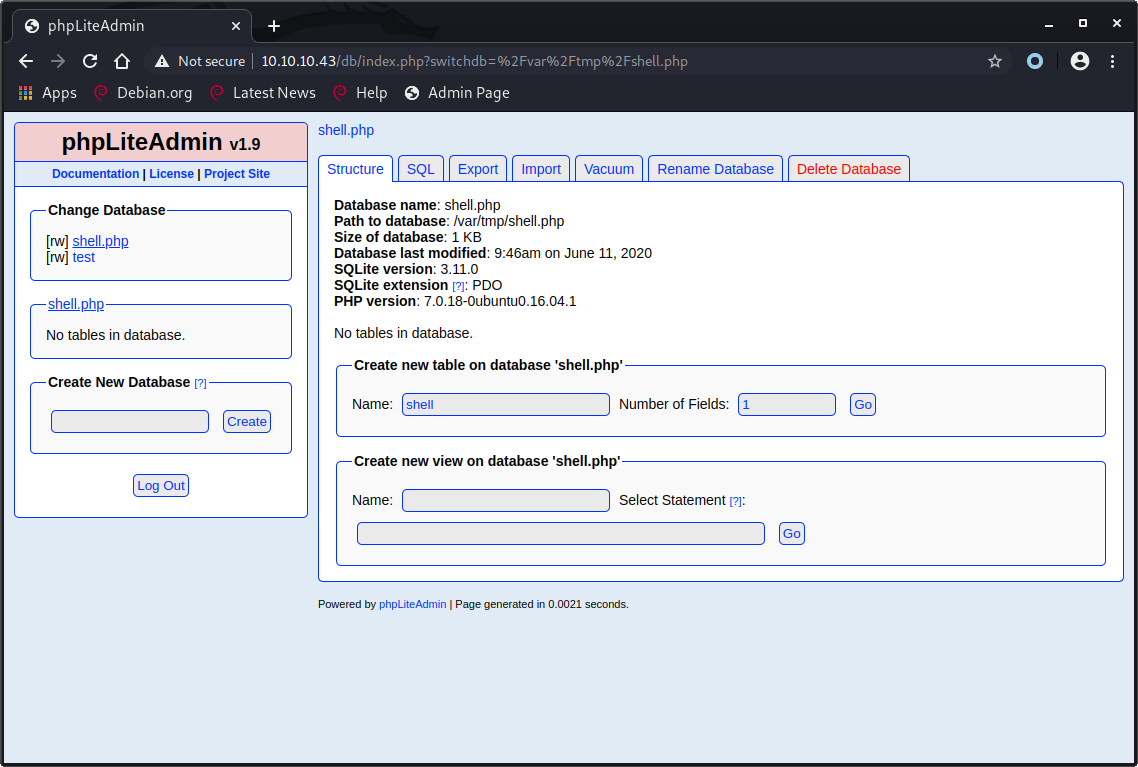 phpLiteAdmin
Not secure | 10.10.10.43/db/index.php?switchdb=%2Fvar%2Ftmp%2Fshell.php
Apps Debian.org Latest News Help Admin Page
phpLiteAdmin v1.9
Documentation | License | Project Site
Change Database
[rw] shell.php
[rw] test
shell.php
No tables in database.
Create New Database [?]
Create
Log Out
shell.php
Structure SQL Export Import Vacuum Rename Database Delete Database
Database name: shell.php
Path to database: /var/tmp/shell.php
Size of database: 1 KB
Database last modified: 9:46am on June 11, 2020
SQLite version: 3.11.0
SQLite extension [?]: PDO
PHP version: 7.0.18-0ubuntu0.16.04.1
No tables in database.
Create new table on database 'shell.php'
Name: shell Number of Fields: 1 Go
Create new view on database 'shell.php'
Name: Select Statement [?]:
Go
Powered by phpLiteAdmin | Page generated in 0.0021 seconds.